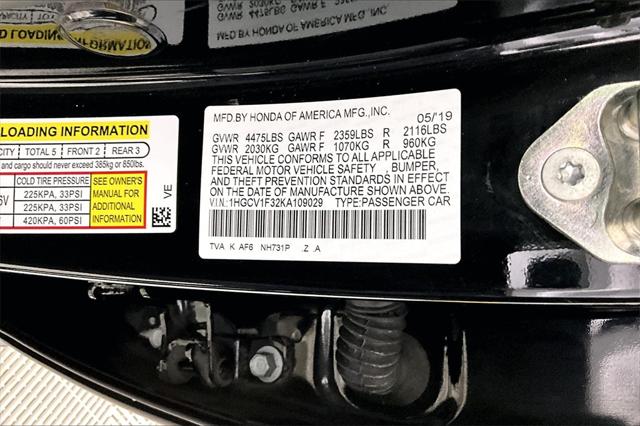 LOADING INFORMATION
CITY TOTAL 5 FRONT 2 REAR 3
and cargo should never exceed 385kg or 850lbs.
COLD TIRE PRESSURE
225KPA, 33PSI
225KPA, 33PSI
420KPA, 60PSI
SEE OWNER'S
MANUAL FOR
ADDITIONAL
INFORMATION
VE
MFD.BY HONDA OF AMERICA MFG.,INC. 05/'19
GVWR 4475LBS GAWR F 2359LBS R 2116LBS
GVWR 2030KG GAWR F 1070KG R 960KG
THIS VEHICLE CONFORMS TO ALL APPLICABLE
FEDERAL MOTOR VEHICLE SAFETY, BUMPER,
AND THEFT PREVENTION STANDARDS IN EFFECT
ON THE DATE OF MANUFACTURE SHOWN ABOVE.
V.I.N:1HGCV1F32KA109029 TYPE:PASSENGER CAR
TVA K AF6 NH731P .Z .A